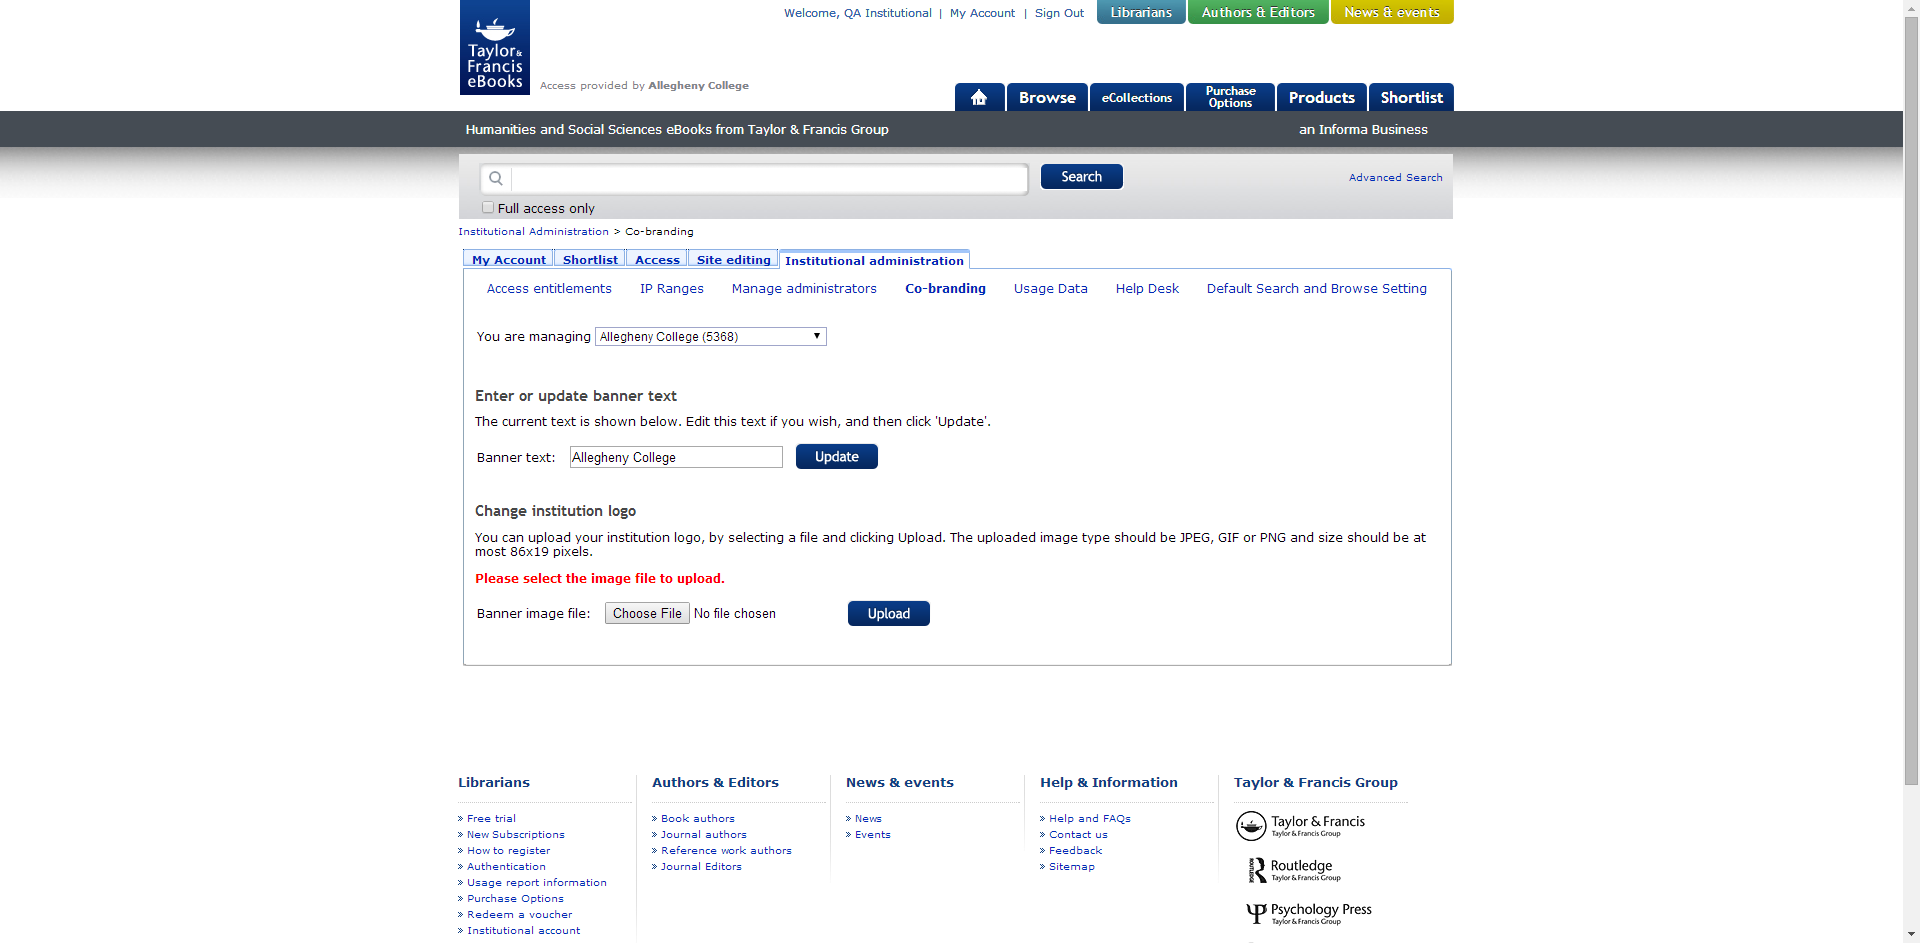 Welcome, QA Institutional | My Account | Sign Out
Librarians
Authors & Editors
News & events
Taylor &
Francis
eBooks
Access provided by Allegheny College
Browse
eCollections
Purchase
Options
Products
Shortlist
Humanities and Social Sciences eBooks from Taylor & Francis Group
an Informa Business
Search
Advanced Search
Full access only
Institutional Administration > Co-branding
My Account
Shortlist
Access
Site editing
Institutional administration
Access entitlements
IP Ranges
Manage administrators
Co-branding
Usage Data
Help Desk
Default Search and Browse Setting
You are managing Allegheny College (5368)
Enter or update banner text
The current text is shown below. Edit this text if you wish, and then click 'Update'.
Banner text: Allegheny College Update
Change institution logo
You can upload your institution logo, by selecting a file and clicking Upload. The uploaded image type should be JPEG, GIF or PNG and size should be at
most 86x19 pixels.
Please select the image file to upload.
Banner image file: Choose File No file chosen Upload
Librarians
» Free trial
» New Subscriptions
» How to register
» Authentication
» Usage report information
» Purchase Options
» Redeem a voucher
» Institutional account
Authors & Editors
» Book authors
» Journal authors
» Reference work authors
» Journal Editors
News & events
» News
» Events
Help & Information
» Help and FAQs
» Contact us
» Feedback
» Sitemap
Taylor & Francis Group
Taylor & Francis
Taylor & Francis Group
ROUTLEDGE
Routledge
Taylor & Francis Group
Psychology Press
Taylor & Francis Group